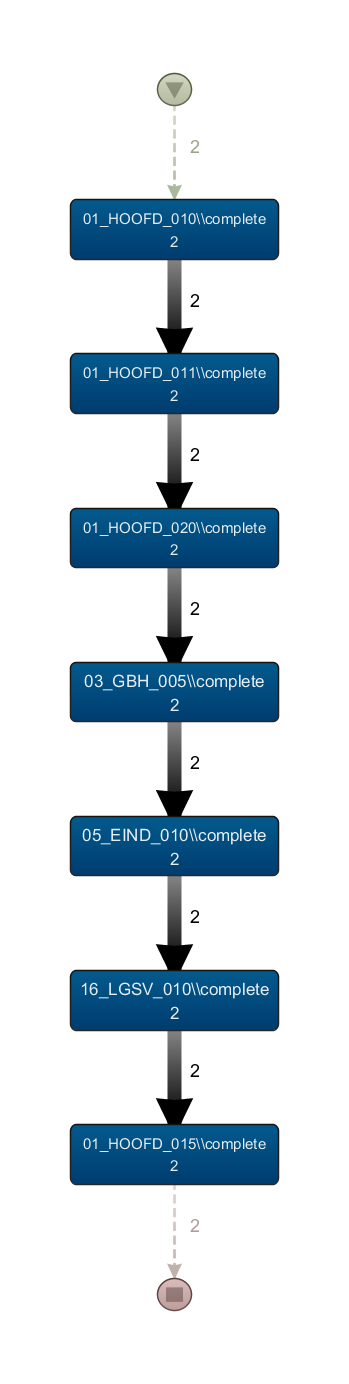 2
01_HOOFD_010\\complete
2
2
01_HOOFD_011\\complete
2
2
01_HOOFD_020\\complete
2
2
03_GBH_005\\complete
2
2
05_EIND_010\\complete
2
2
16_LGSV_010\\complete
2
2
01_HOOFD_015\\complete
2
2